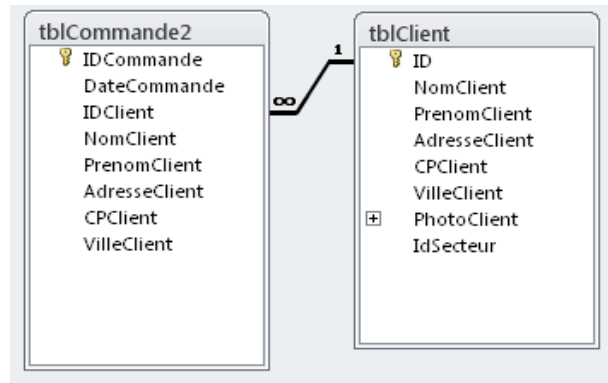 tblCommande2
IDCommande
DateCommande
IDClient
NomClient
PrenomClient
AdresseClient
CPClient
VilleClient
∞
1
tblClient
ID
NomClient
PrenomClient
AdresseClient
CPClient
VilleClient
PhotoClient
IdSecteur